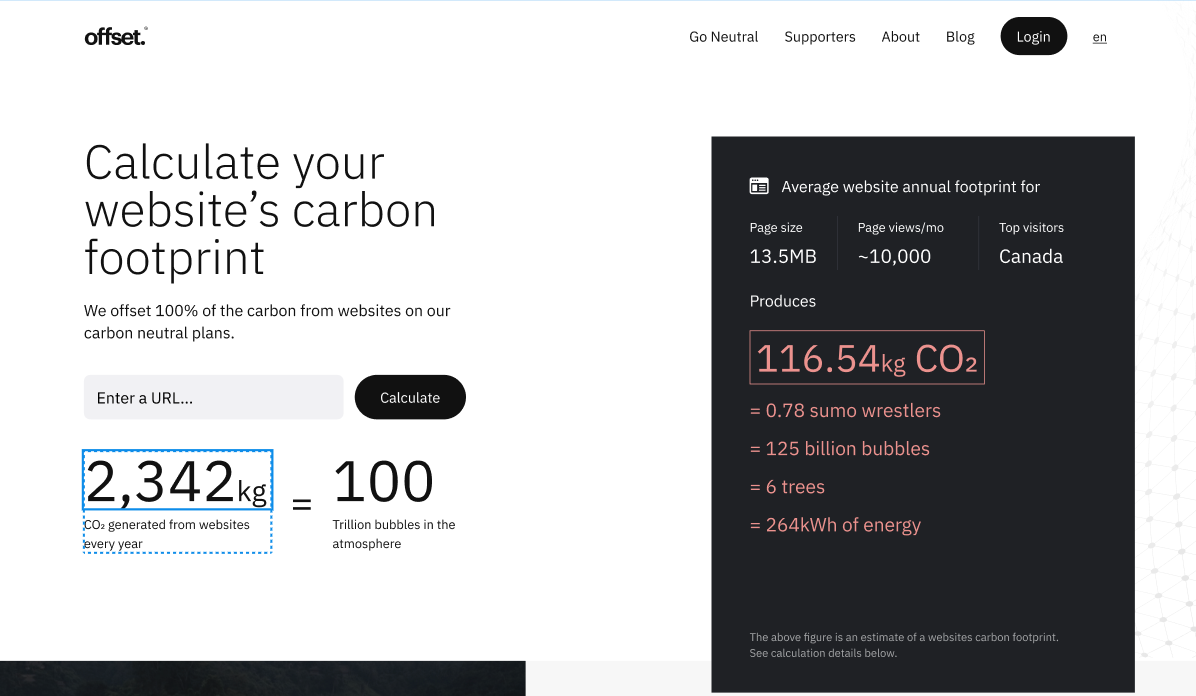 offset.®
Go Neutral Supporters About Blog Login en
Calculate your
website’s carbon
footprint
We offset 100% of the carbon from websites on our
carbon neutral plans.
Enter a URL... Calculate
2,342kg = 100
CO₂ generated from websites
every year
Trillion bubbles in the
atmosphere
Average website annual footprint for
Page size
13.5MB
Page views/mo
~10,000
Top visitors
Canada
Produces
116.54kg CO₂
= 0.78 sumo wrestlers
= 125 billion bubbles
= 6 trees
= 264kWh of energy
The above figure is an estimate of a websites carbon footprint.
See calculation details below.